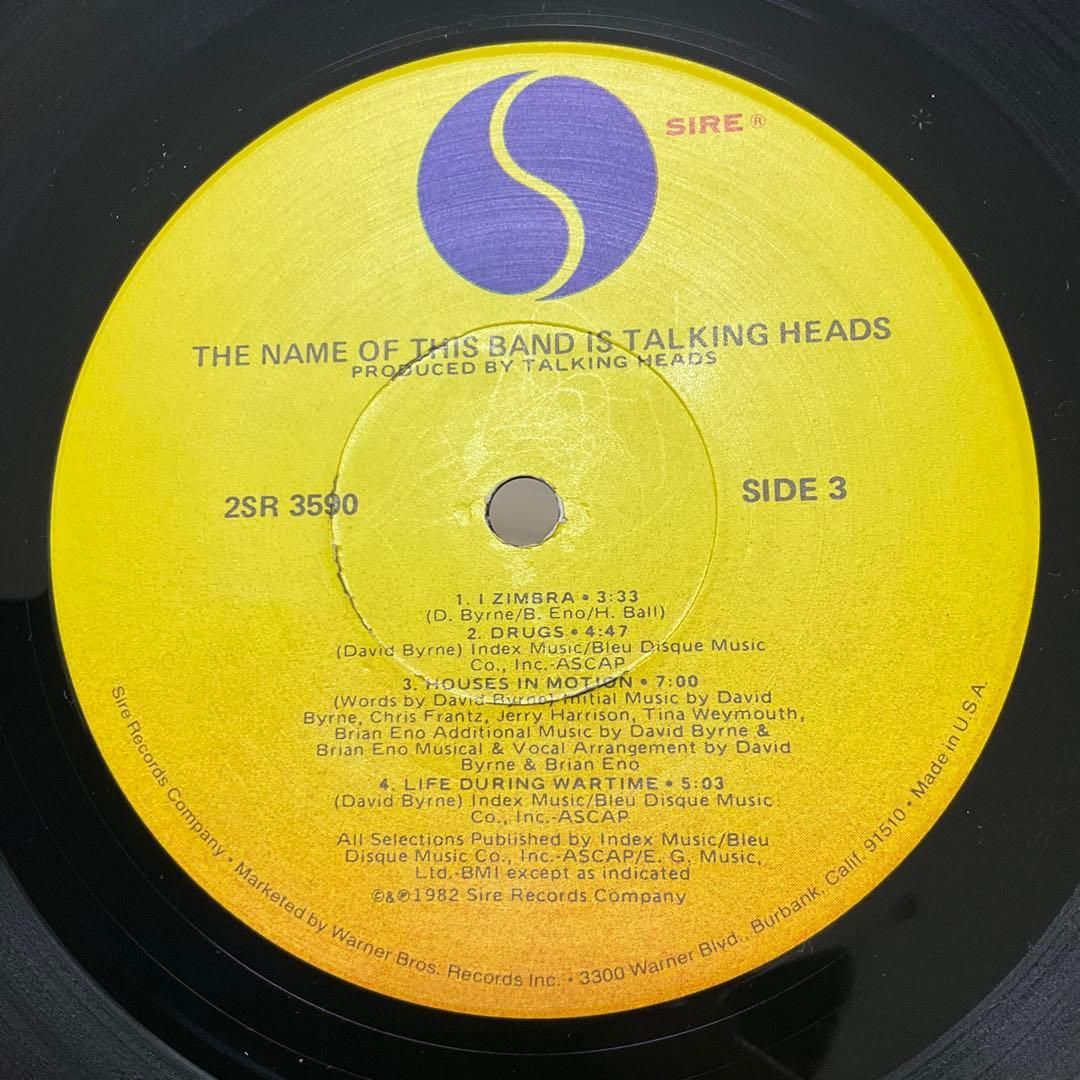 SIRE ®
THE NAME OF THIS BAND IS TALKING HEADS
PRODUCED BY TALKING HEADS
2SR 3590
SIDE 3
1. I ZIMBRA • 3:33
(D. Byrne/B. Eno/H. Ball)
2. DRUGS • 4:47
(David Byrne) Index Music/Bleu Disque Music
Co., Inc.-ASCAP
3. HOUSES IN MOTION • 7:00
(Words by David Byrne) Initial Music by David
Byrne, Chris Frantz, Jerry Harrison, Tina Weymouth,
Brian Eno Additional Music by David Byrne &
Brian Eno Musical & Vocal Arrangement by David
Byrne & Brian Eno
4. LIFE DURING WARTIME • 5:03
(David Byrne) Index Music/Bleu Disque Music
Co., Inc.-ASCAP
All Selections Published by Index Music/Bleu
Disque Music Co., Inc.-ASCAP/E. G. Music,
Ltd.-BMI except as indicated
©&℗1982 Sire Records Company
Sire Records Company • Marketed by Warner Bros. Records Inc. • 3300 Warner Blvd., Burbank, Calif. 91510 • Made in U.S.A.